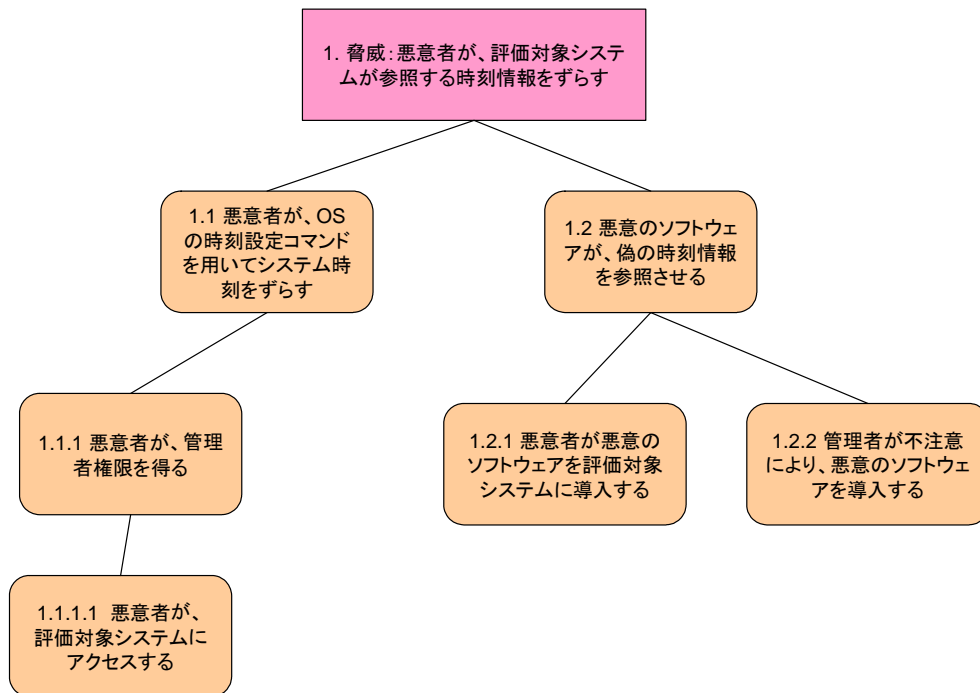 1. 脅威：悪意者が、評価対象システ
ムが参照する時刻情報をずらす
1.1 悪意者が、OS
の時刻設定コマンド
を用いてシステム時
刻をずらす
1.2 悪意のソフトウェ
アが、偽の時刻情報
を参照させる
1.1.1 悪意者が、管理
者権限を得る
1.2.1 悪意者が悪意の
ソフトウェアを評価対象
システムに導入する
1.2.2 管理者が不注意
により、悪意のソフトウェ
アを導入する
1.1.1.1 悪意者が、
評価対象システムに
アクセスする